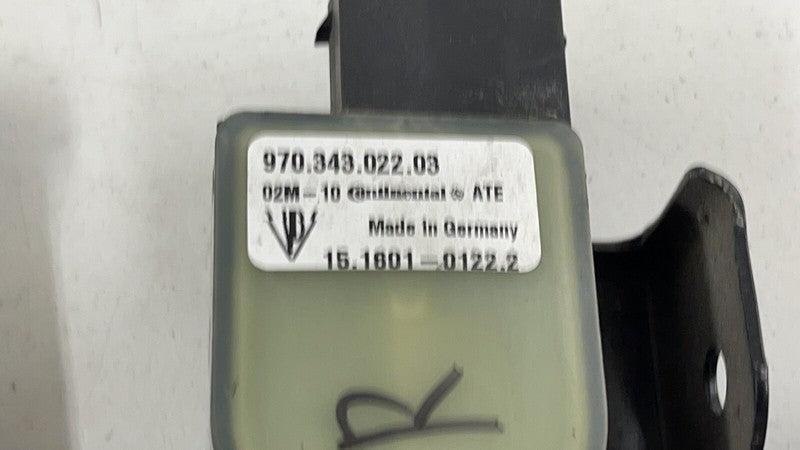 970.343.022.03
02M-10 Continental ATE
Made In Germany
15.1601-0122.2
R